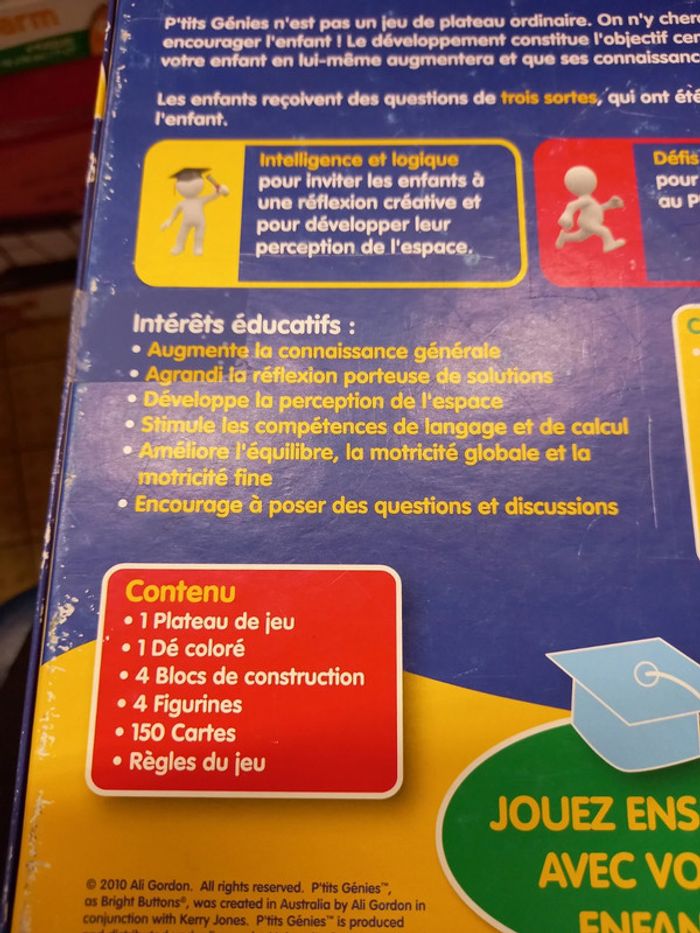 P'tits Génies n'est pas un jeu de plateau ordinaire. On n'y
encourager l'enfant ! Le développement constitue l'objectif
votre enfant en lui-même augmentera et que ses
Les enfants reçoivent des questions de trois sortes, qui ont été
l'enfant.
Intelligence et logique
pour inviter les enfants à
une réflexion créative et
pour développer leur
perception de l'espace.
Défis
pour
au
Intérêts éducatifs :
• Augmente la connaissance générale
• Agrandi la réflexion porteuse de solutions
• Développe la perception de l'espace
• Stimule les compétences de langage et de calcul
• Améliore l'équilibre, la motricité globale et la
motricité fine
• Encourage à poser des questions et discussions
Contenu
• 1 Plateau de jeu
• 1 Dé coloré
• 4 Blocs de construction
• 4 Figurines
• 150 Cartes
• Règles du jeu
JOUEZ ENS
AVEC VO
ENFAN
© 2010 Ali Gordon. All rights reserved. P'tits Génies™,
as Bright Buttons®, was created in Australia by Ali Gordon in
conjunction with Kerry Jones. P'tits Génies™ is produced